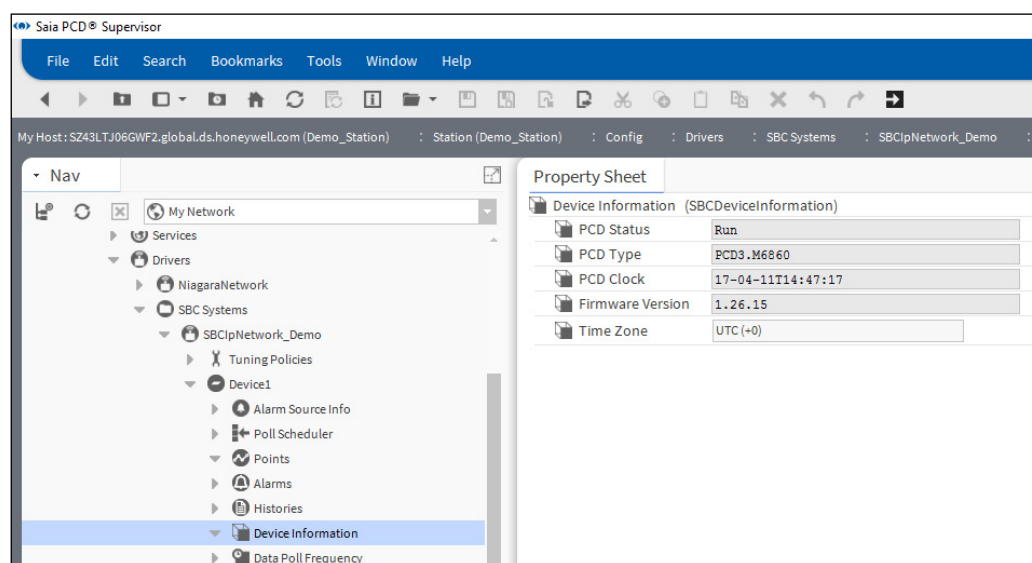 Saia PCD® Supervisor
File Edit Search Bookmarks Tools Window Help
My Host : SZ43LTJ06GWF2.global.ds.honeywell.com (Demo_Station) : Station (Demo_Station) : Config : Drivers : SBC Systems : SBCIpNetwork_Demo :
Nav
My Network
Services
Drivers
NiagaraNetwork
SBC Systems
SBCIpNetwork_Demo
Tuning Policies
Device1
Alarm Source Info
Poll Scheduler
Points
Alarms
Histories
Device Information
Data Poll Frequency
Property Sheet
Device Information (SBCDeviceInformation)
PCD Status Run
PCD Type PCD3.M6860
PCD Clock 17-04-11T14:47:17
Firmware Version 1.26.15
Time Zone UTC (+0)